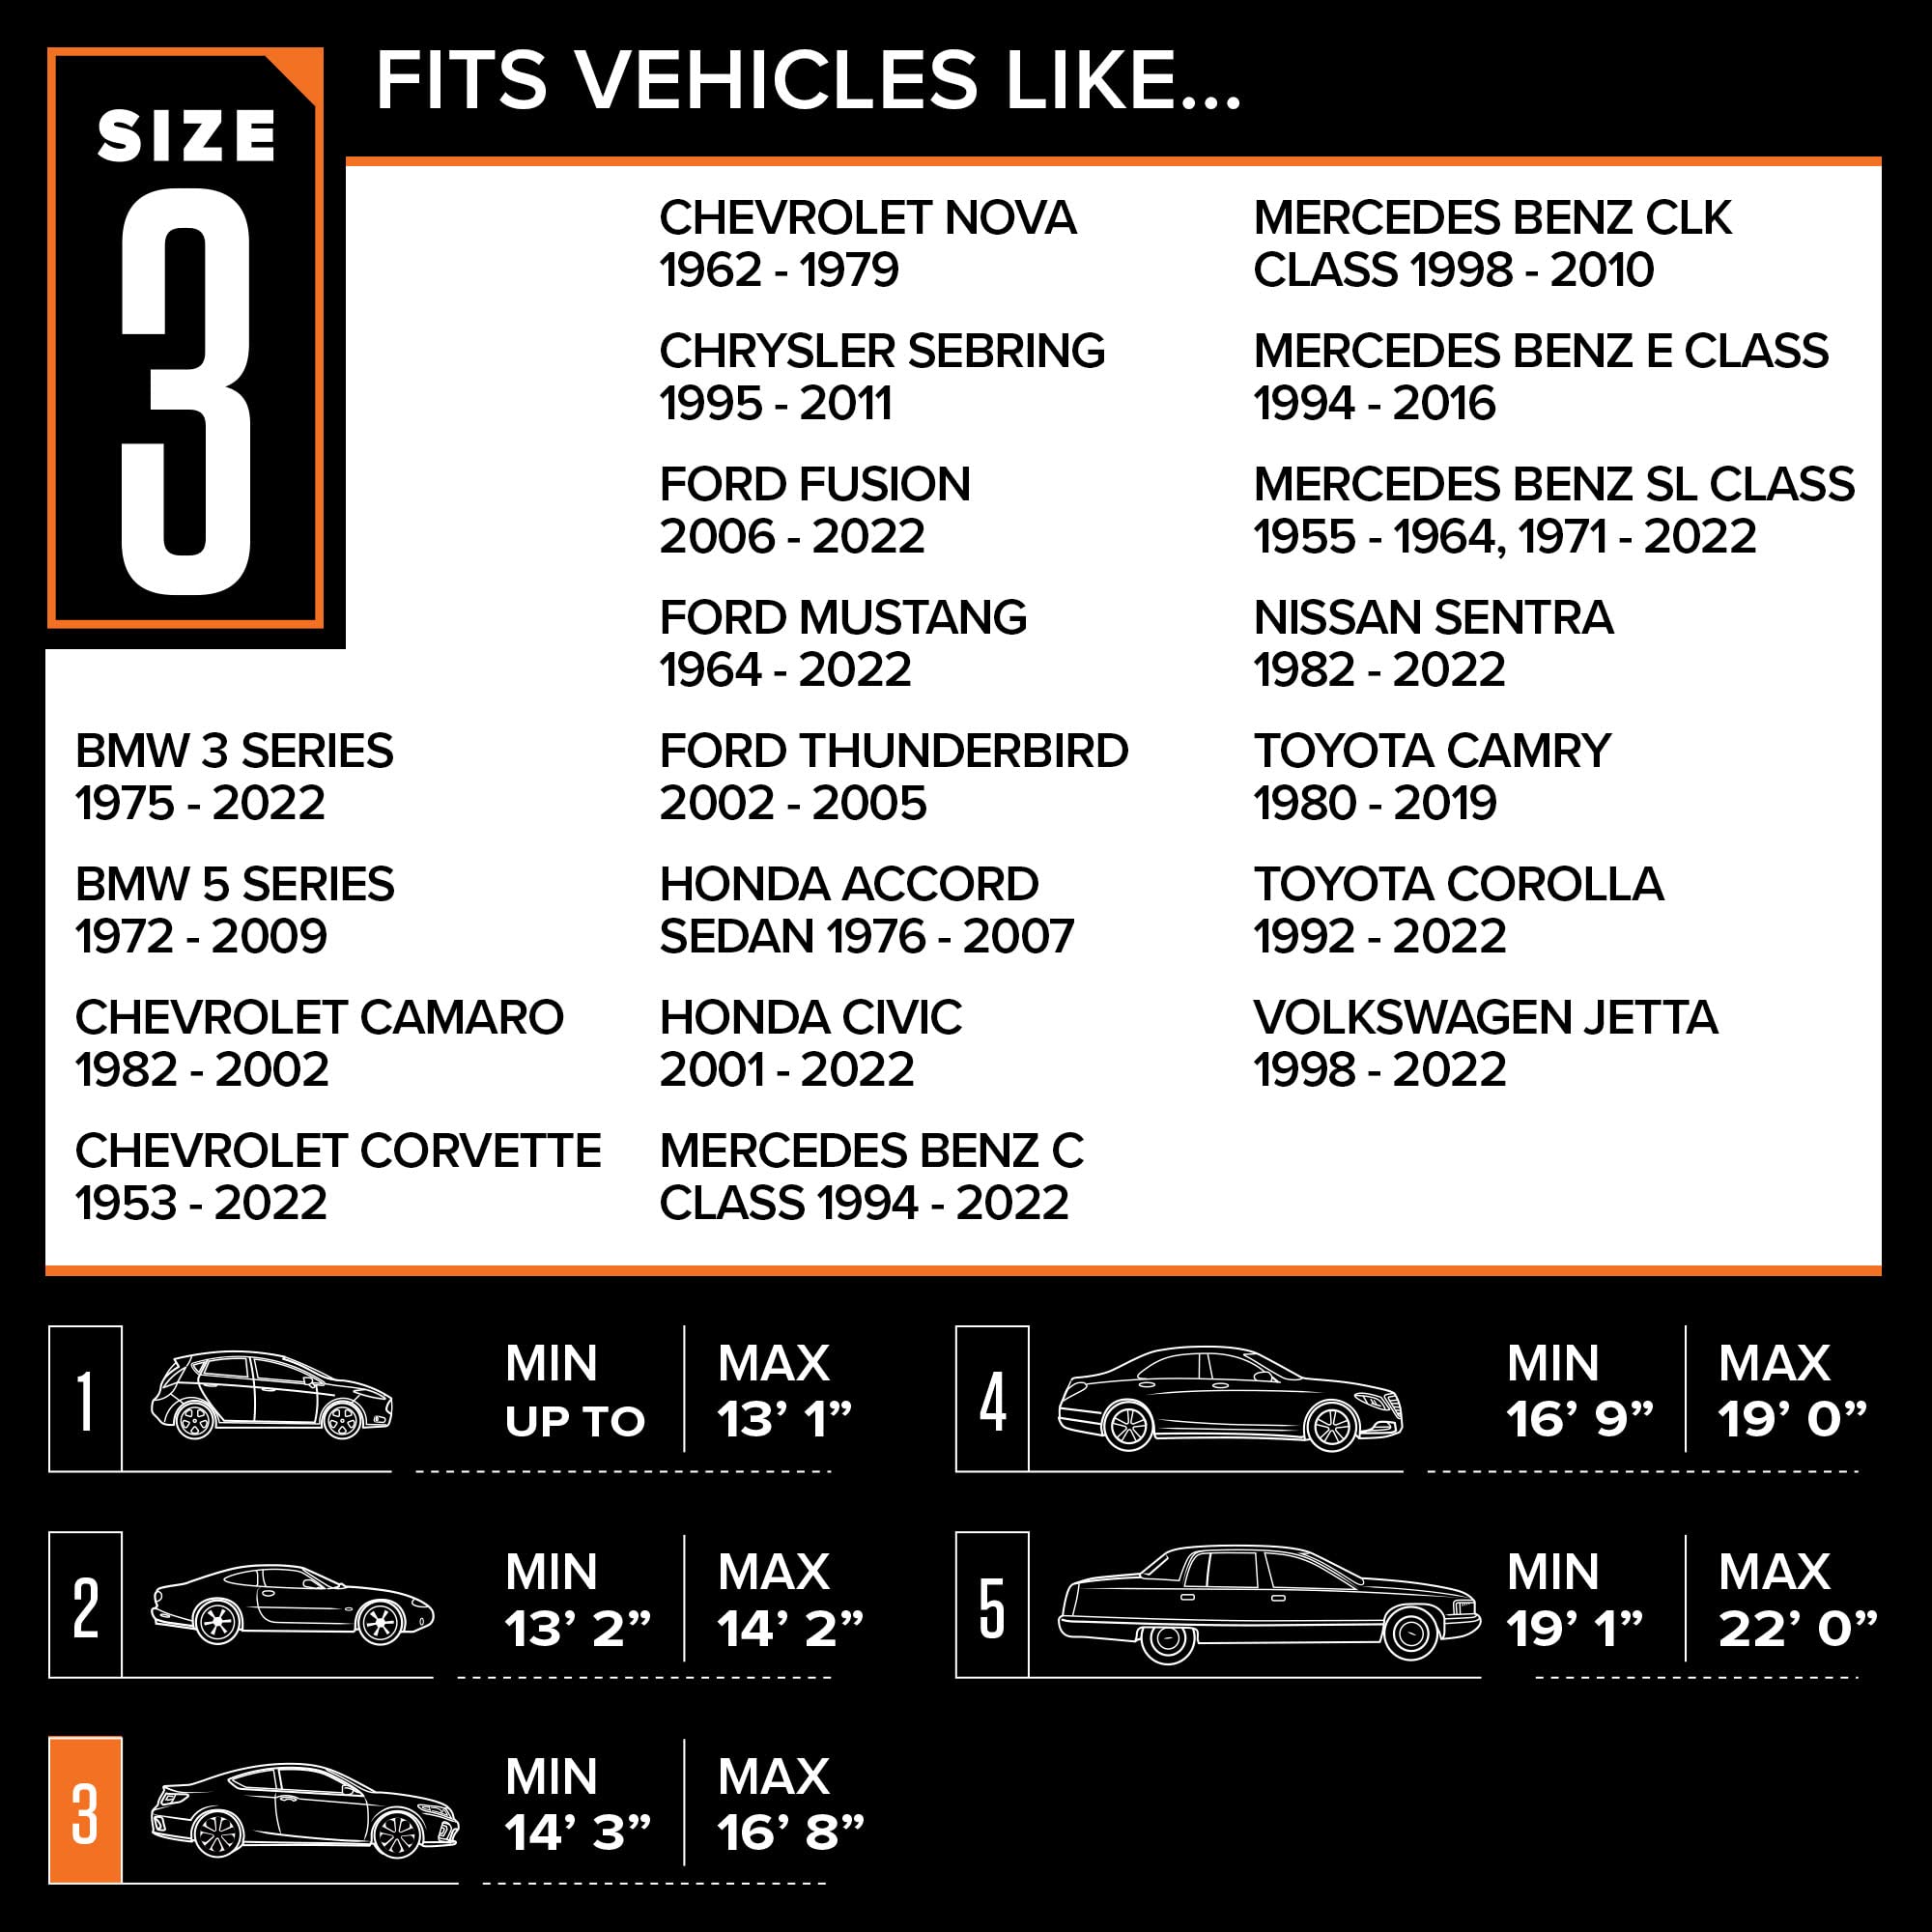 SIZE
3
FITS VEHICLES LIKE...
BMW 3 SERIES
1975 - 2022
BMW 5 SERIES
1972 - 2009
CHEVROLET CAMARO
1982 - 2002
CHEVROLET CORVETTE
1953 - 2022
CHEVROLET NOVA
1962 - 1979
CHRYSLER SEBRING
1995 - 2011
FORD FUSION
2006 - 2022
FORD MUSTANG
1964 - 2022
FORD THUNDERBIRD
2002 - 2005
HONDA ACCORD
SEDAN 1976 - 2007
HONDA CIVIC
2001 - 2022
MERCEDES BENZ C
CLASS 1994 - 2022
MERCEDES BENZ CLK
CLASS 1998 - 2010
MERCEDES BENZ E CLASS
1994 - 2016
MERCEDES BENZ SL CLASS
1955 - 1964, 1971 - 2022
NISSAN SENTRA
1982 - 2022
TOYOTA CAMRY
1980 - 2019
TOYOTA COROLLA
1992 - 2022
VOLKSWAGEN JETTA
1998 - 2022
1
MIN
UP TO
MAX
13’ 1”
2
MIN
13’ 2”
MAX
14’ 2”
3
MIN
14’ 3”
MAX
16’ 8”
4
MIN
16’ 9”
MAX
19’ 0”
5
MIN
19’ 1”
MAX
22’ 0”